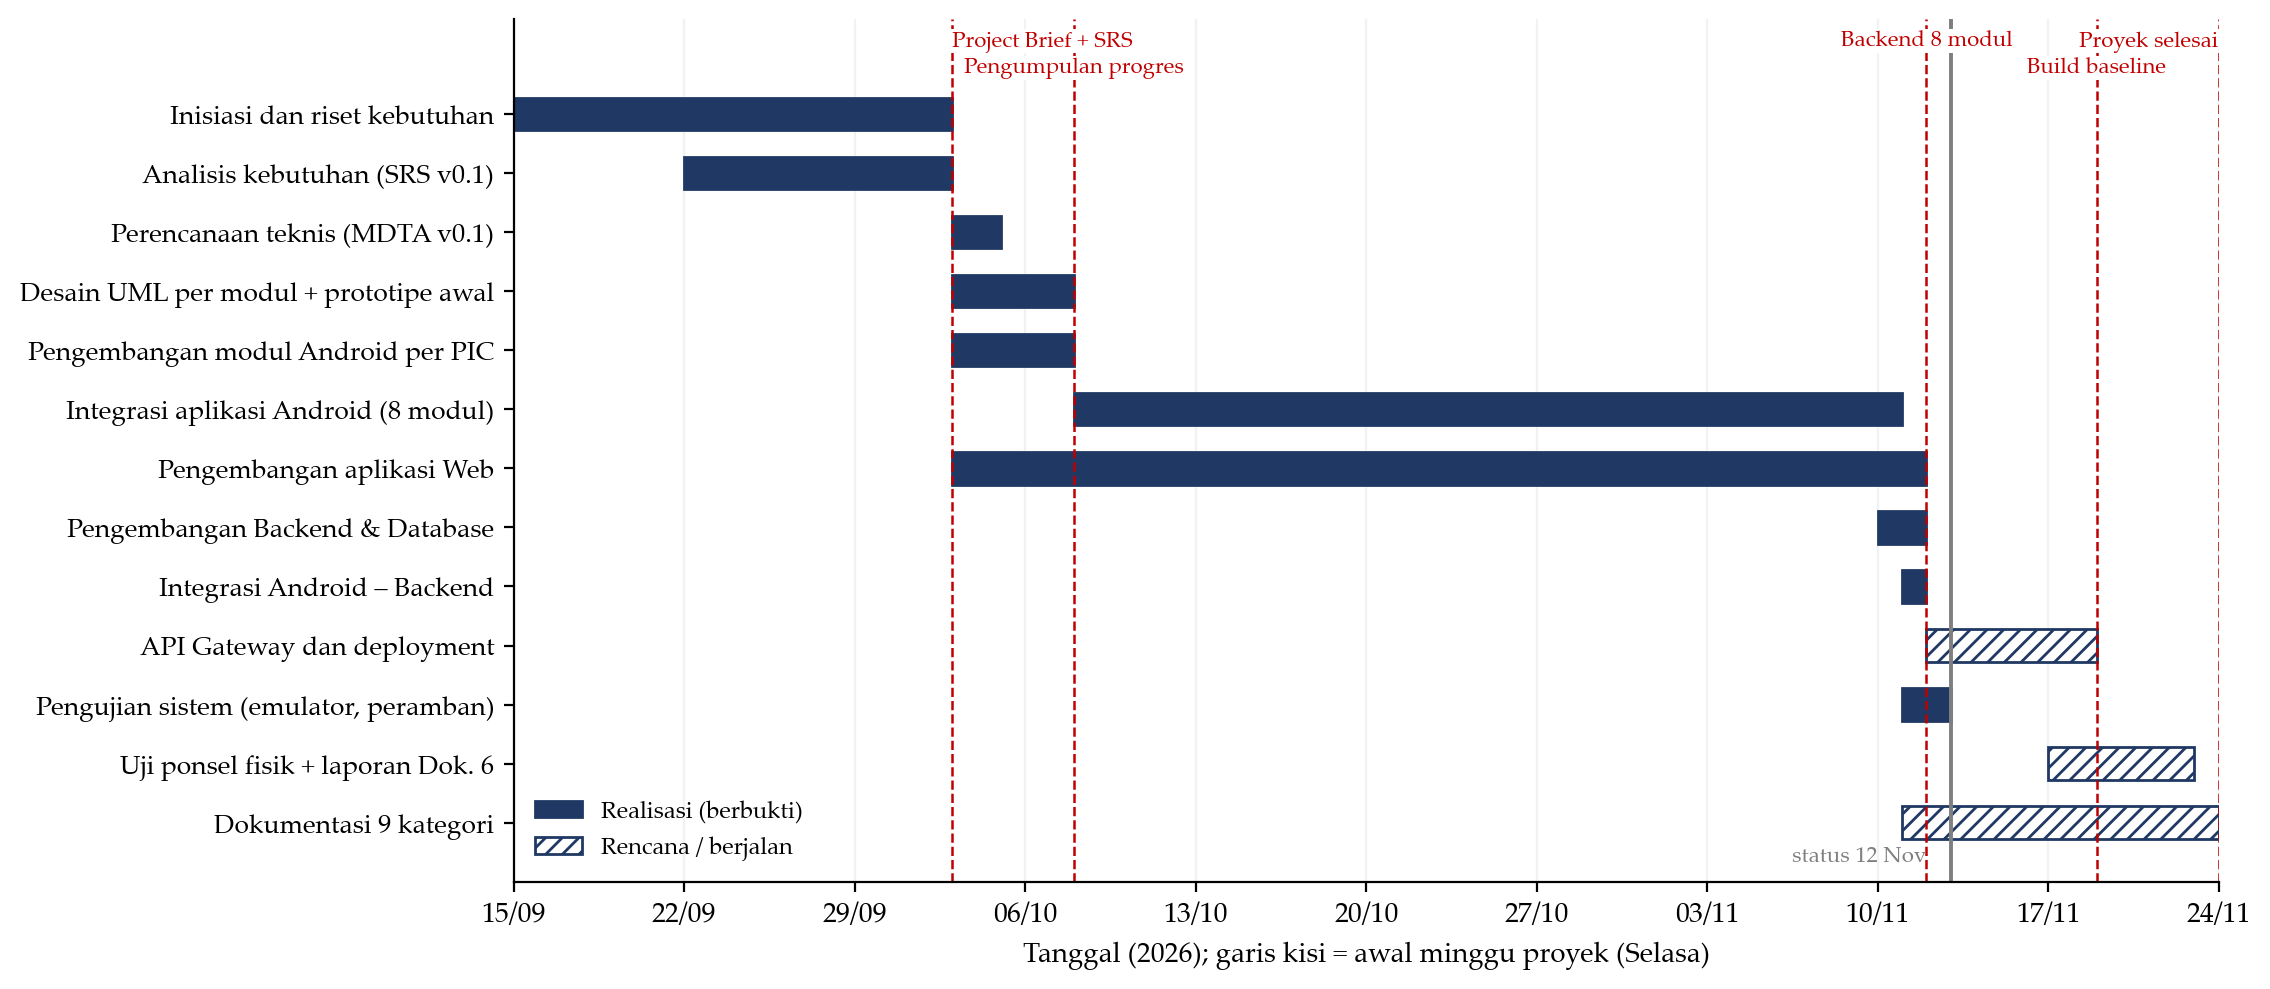 Project Brief + SRS
Backend 8 modul
Proyek selesai
Pengumpulan progres
Build baseline
Inisiasi dan riset kebutuhan
Analisis kebutuhan (SRS v0.1)
Perencanaan teknis (MDTA v0.1)
Desain UML per modul + prototipe awal
Pengembangan modul Android per PIC
Integrasi aplikasi Android (8 modul)
Pengembangan aplikasi Web
Pengembangan Backend & Database
Integrasi Android – Backend
API Gateway dan deployment
Pengujian sistem (emulator, peramban)
Uji ponsel fisik + laporan Dok. 6
Dokumentasi 9 kategori
Realisasi (berbukti)
Rencana / berjalan
status 12 Nov
15/09 22/09 29/09 06/10 13/10 20/10 27/10 03/11 10/11 17/11 24/11
Tanggal (2026); garis kisi = awal minggu proyek (Selasa)